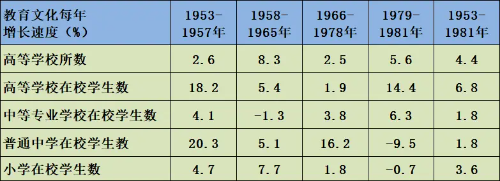 教育文化每年增长速度（%） 1953-1957年 1958-1965年 1966-1978年 1979-1981年 1953-1981年
高等学校所数 2.6 8.3 2.5 5.6 4.4
高等学校在校学生数 18.2 5.4 1.9 14.4 6.8
中等专业学校在校学生数 4.1 -1.3 3.8 6.3 1.8
普通中学在校学生教 20.3 5.1 16.2 -9.5 1.8
小学在校学生数 4.7 7.7 1.8 -0.7 3.6